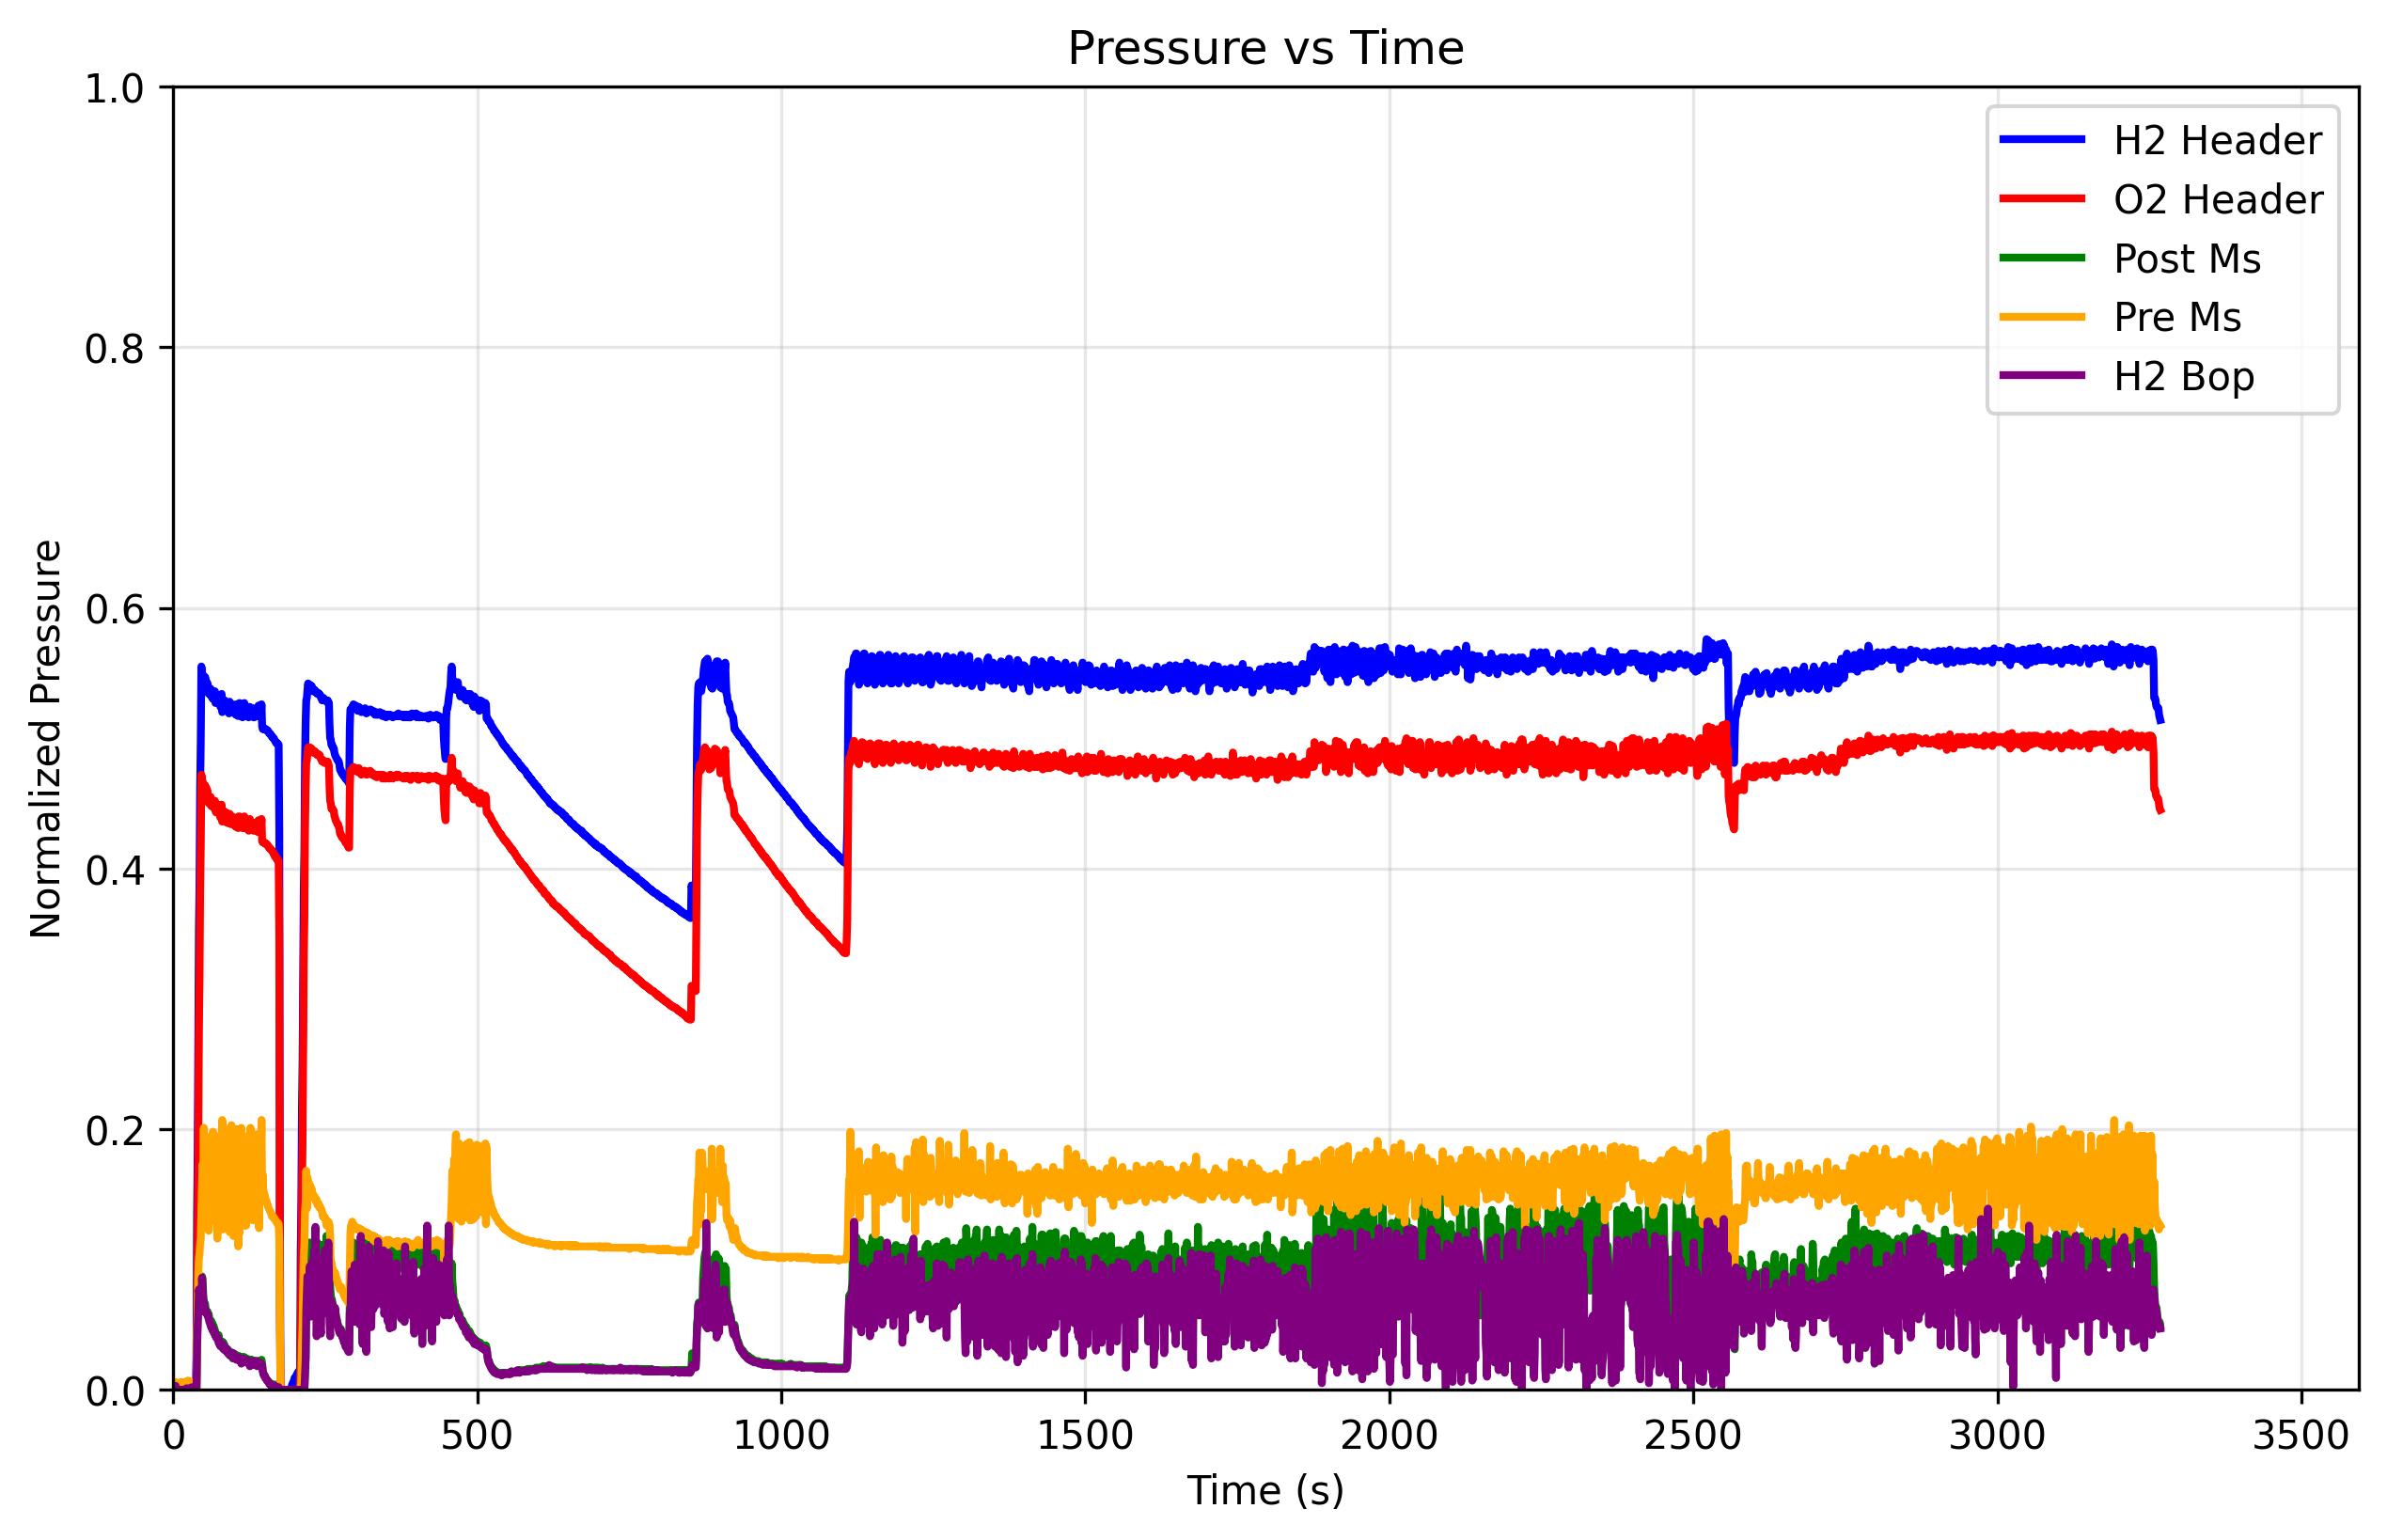 Pressure vs Time
1.0
0.8
0.6
0.4
0.2
0.0
Normalized Pressure
H2 Header
O2 Header
Post Ms
Pre Ms
H2 Bop
0 500 1000 1500 2000 2500 3000 3500
Time (s)